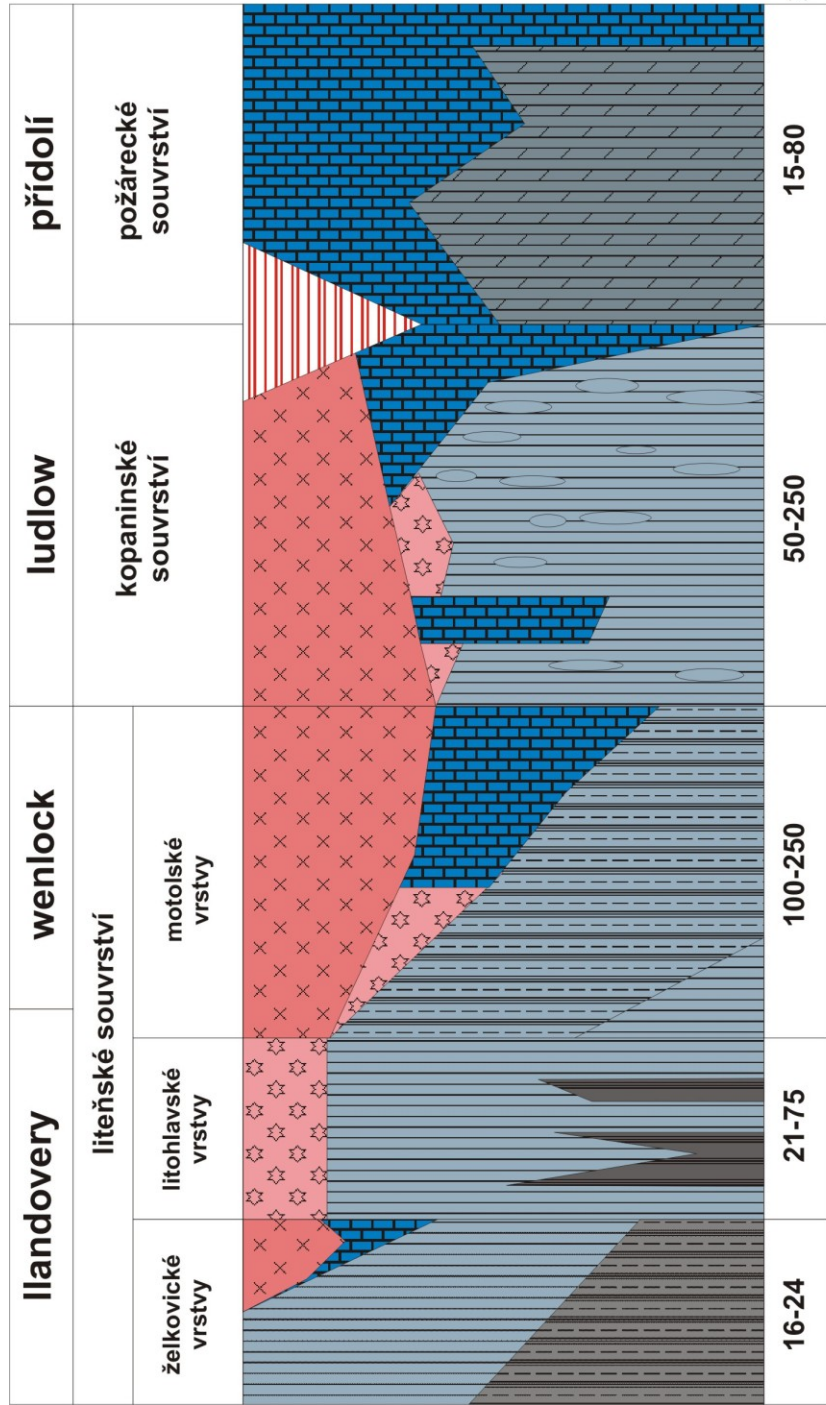 přídolí
požárecké
souvrství
15-80
ludlow
kopaninské
souvrství
50-250
wenlock
liteňské souvrství
motolské
vrstvy
100-250
llandovery
litohlavské
vrstvy
21-75
želkovické
vrstvy
16-24